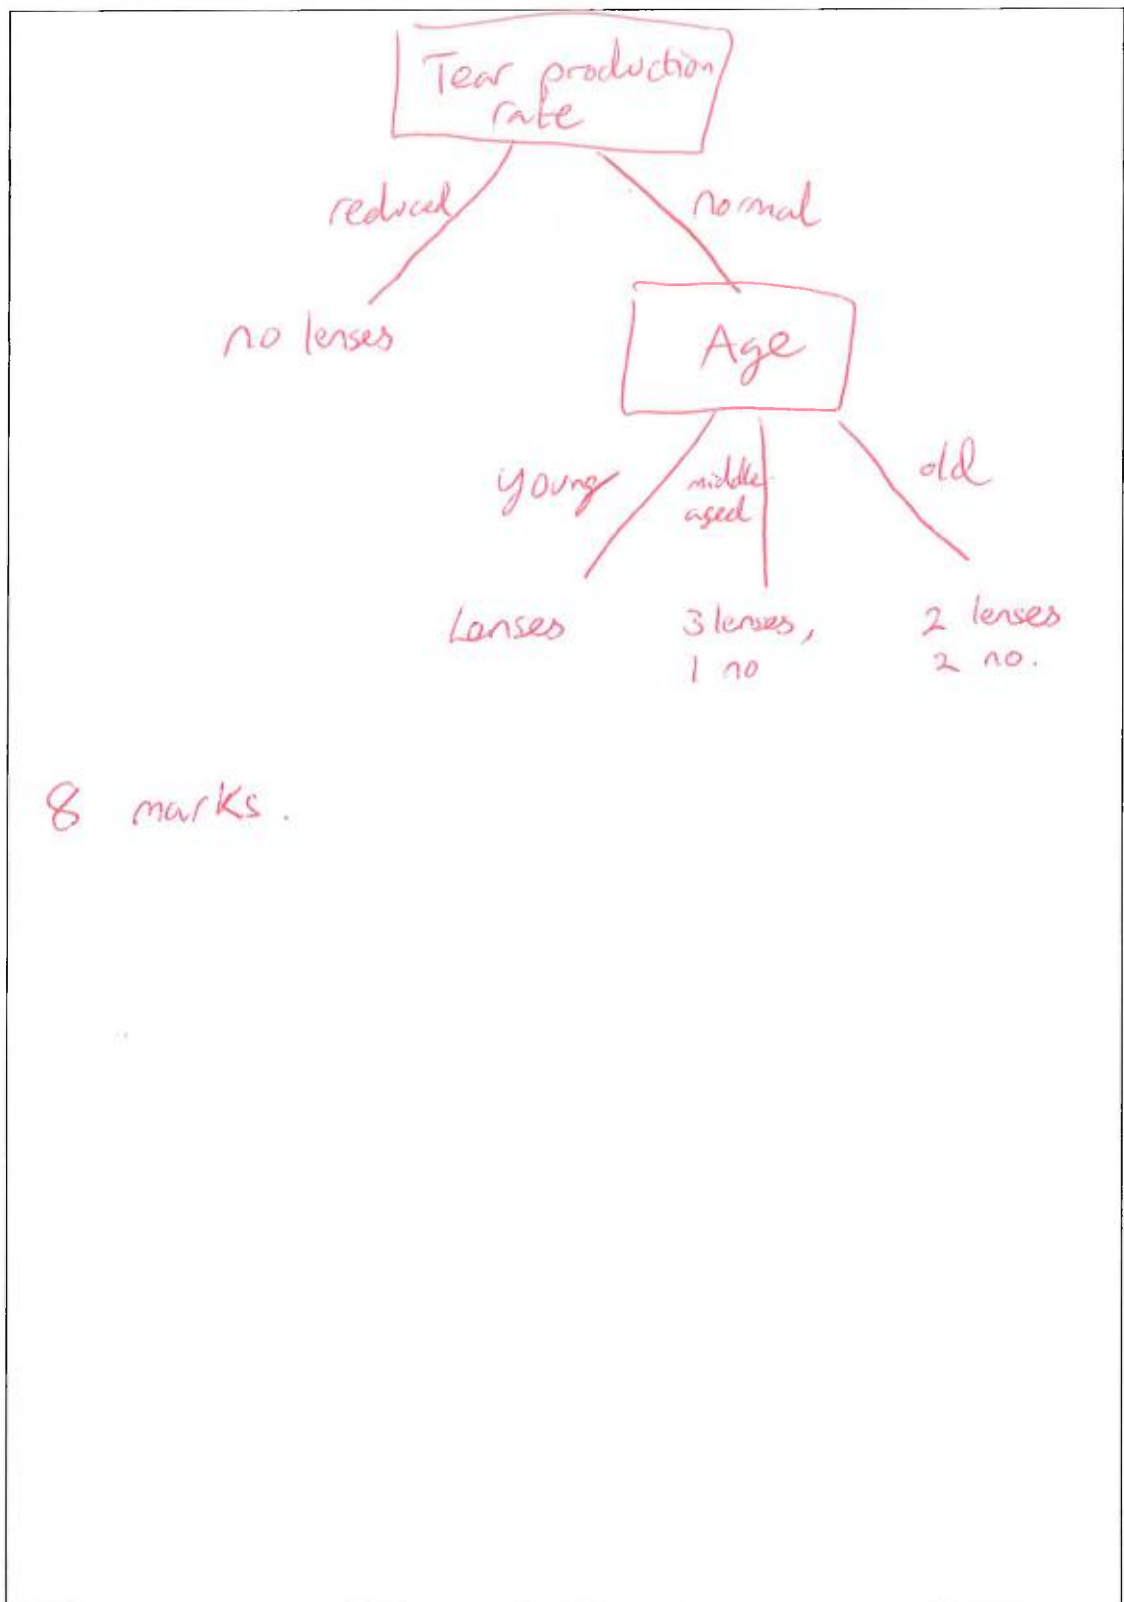 Tear production
rate
reduced
normal
no lenses
Age
young
middle
aged
old
Lenses
3 lenses,
1 no
2 lenses
2 no.
8 marks.